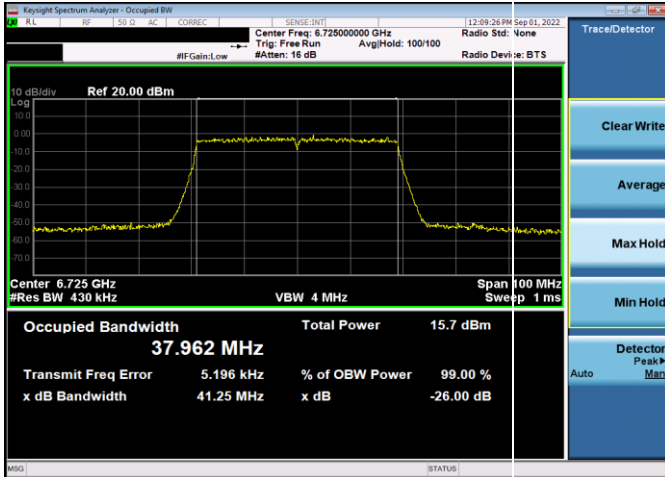 Keysight Spectrum Analyzer - Occupied BW
RL RF 50 Ω AC CORREC SENSE:INT 12:09:26 PM Sep 01, 2022
Center Freq: 6.725000000 GHz Radio Std: None
Trig: Free Run Avg|Hold: 100/100
#IFGain:Low #Atten: 16 dB Radio Device: BTS
10 dB/div Ref 20.00 dBm
Log
10.0
0.00
-10.0
-20.0
-30.0
-40.0
-50.0
-60.0
-70.0
Center 6.725 GHz Span 100 MHz
#Res BW 430 kHz VBW 4 MHz Sweep 1 ms
Occupied Bandwidth Total Power 15.7 dBm
37.962 MHz
Transmit Freq Error 5.196 kHz % of OBW Power 99.00 %
x dB Bandwidth 41.25 MHz x dB -26.00 dB
MSG STATUS
Trace/Detector
Clear Write
Average
Max Hold
Min Hold
Detector
Peak▶
Auto Man